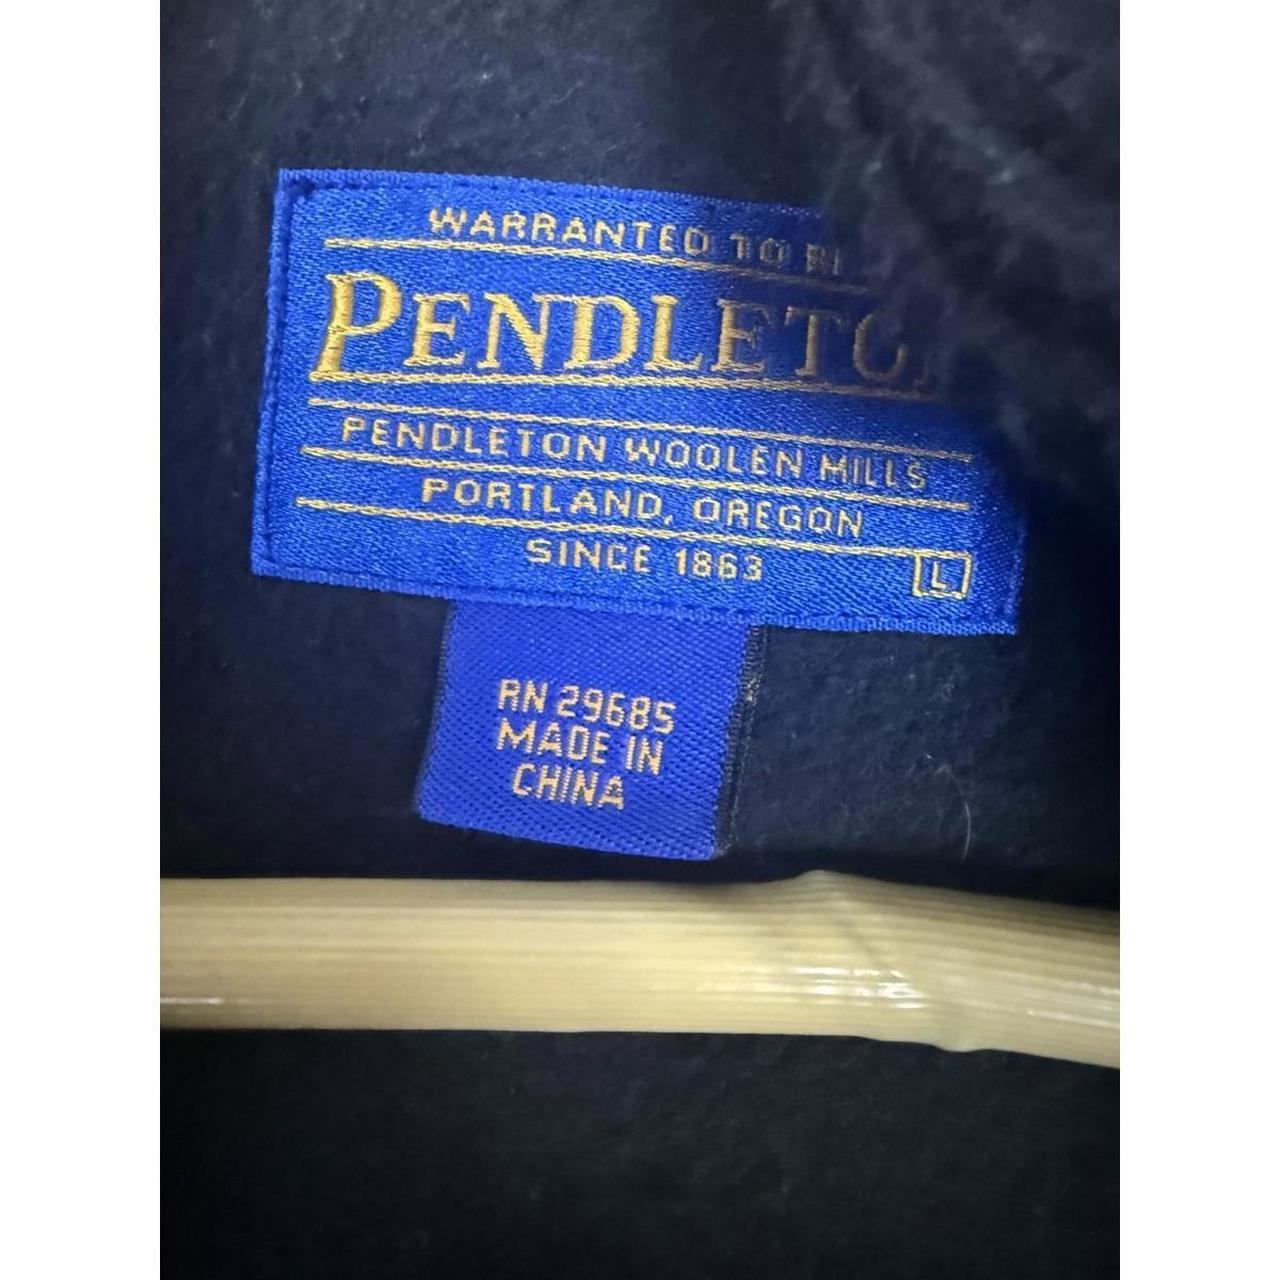 WARRANTED TO
PENDLETON
PENDLETON WOOLEN MILLS
PORTLAND, OREGON
SINCE 1863
L
RN 29685
MADE IN
CHINA